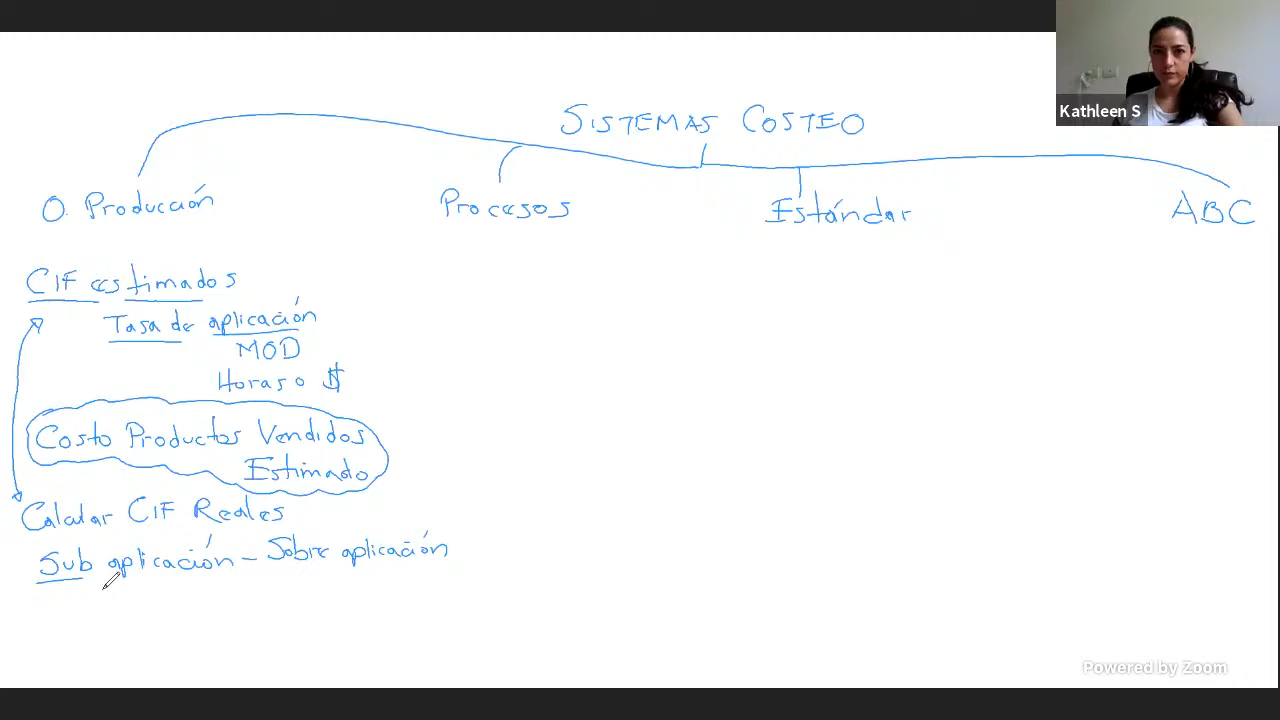 Kathleen S
SISTEMAS COSTEO
O. Producción
Procesos
Estándar
ABC
CIF estimados
Tasa de aplicación
MOD
Horas o $
Costo Productos Vendidos
Estimado
Calcular CIF Reales
Sub aplicación - Sobre aplicación
Powered by Zoom